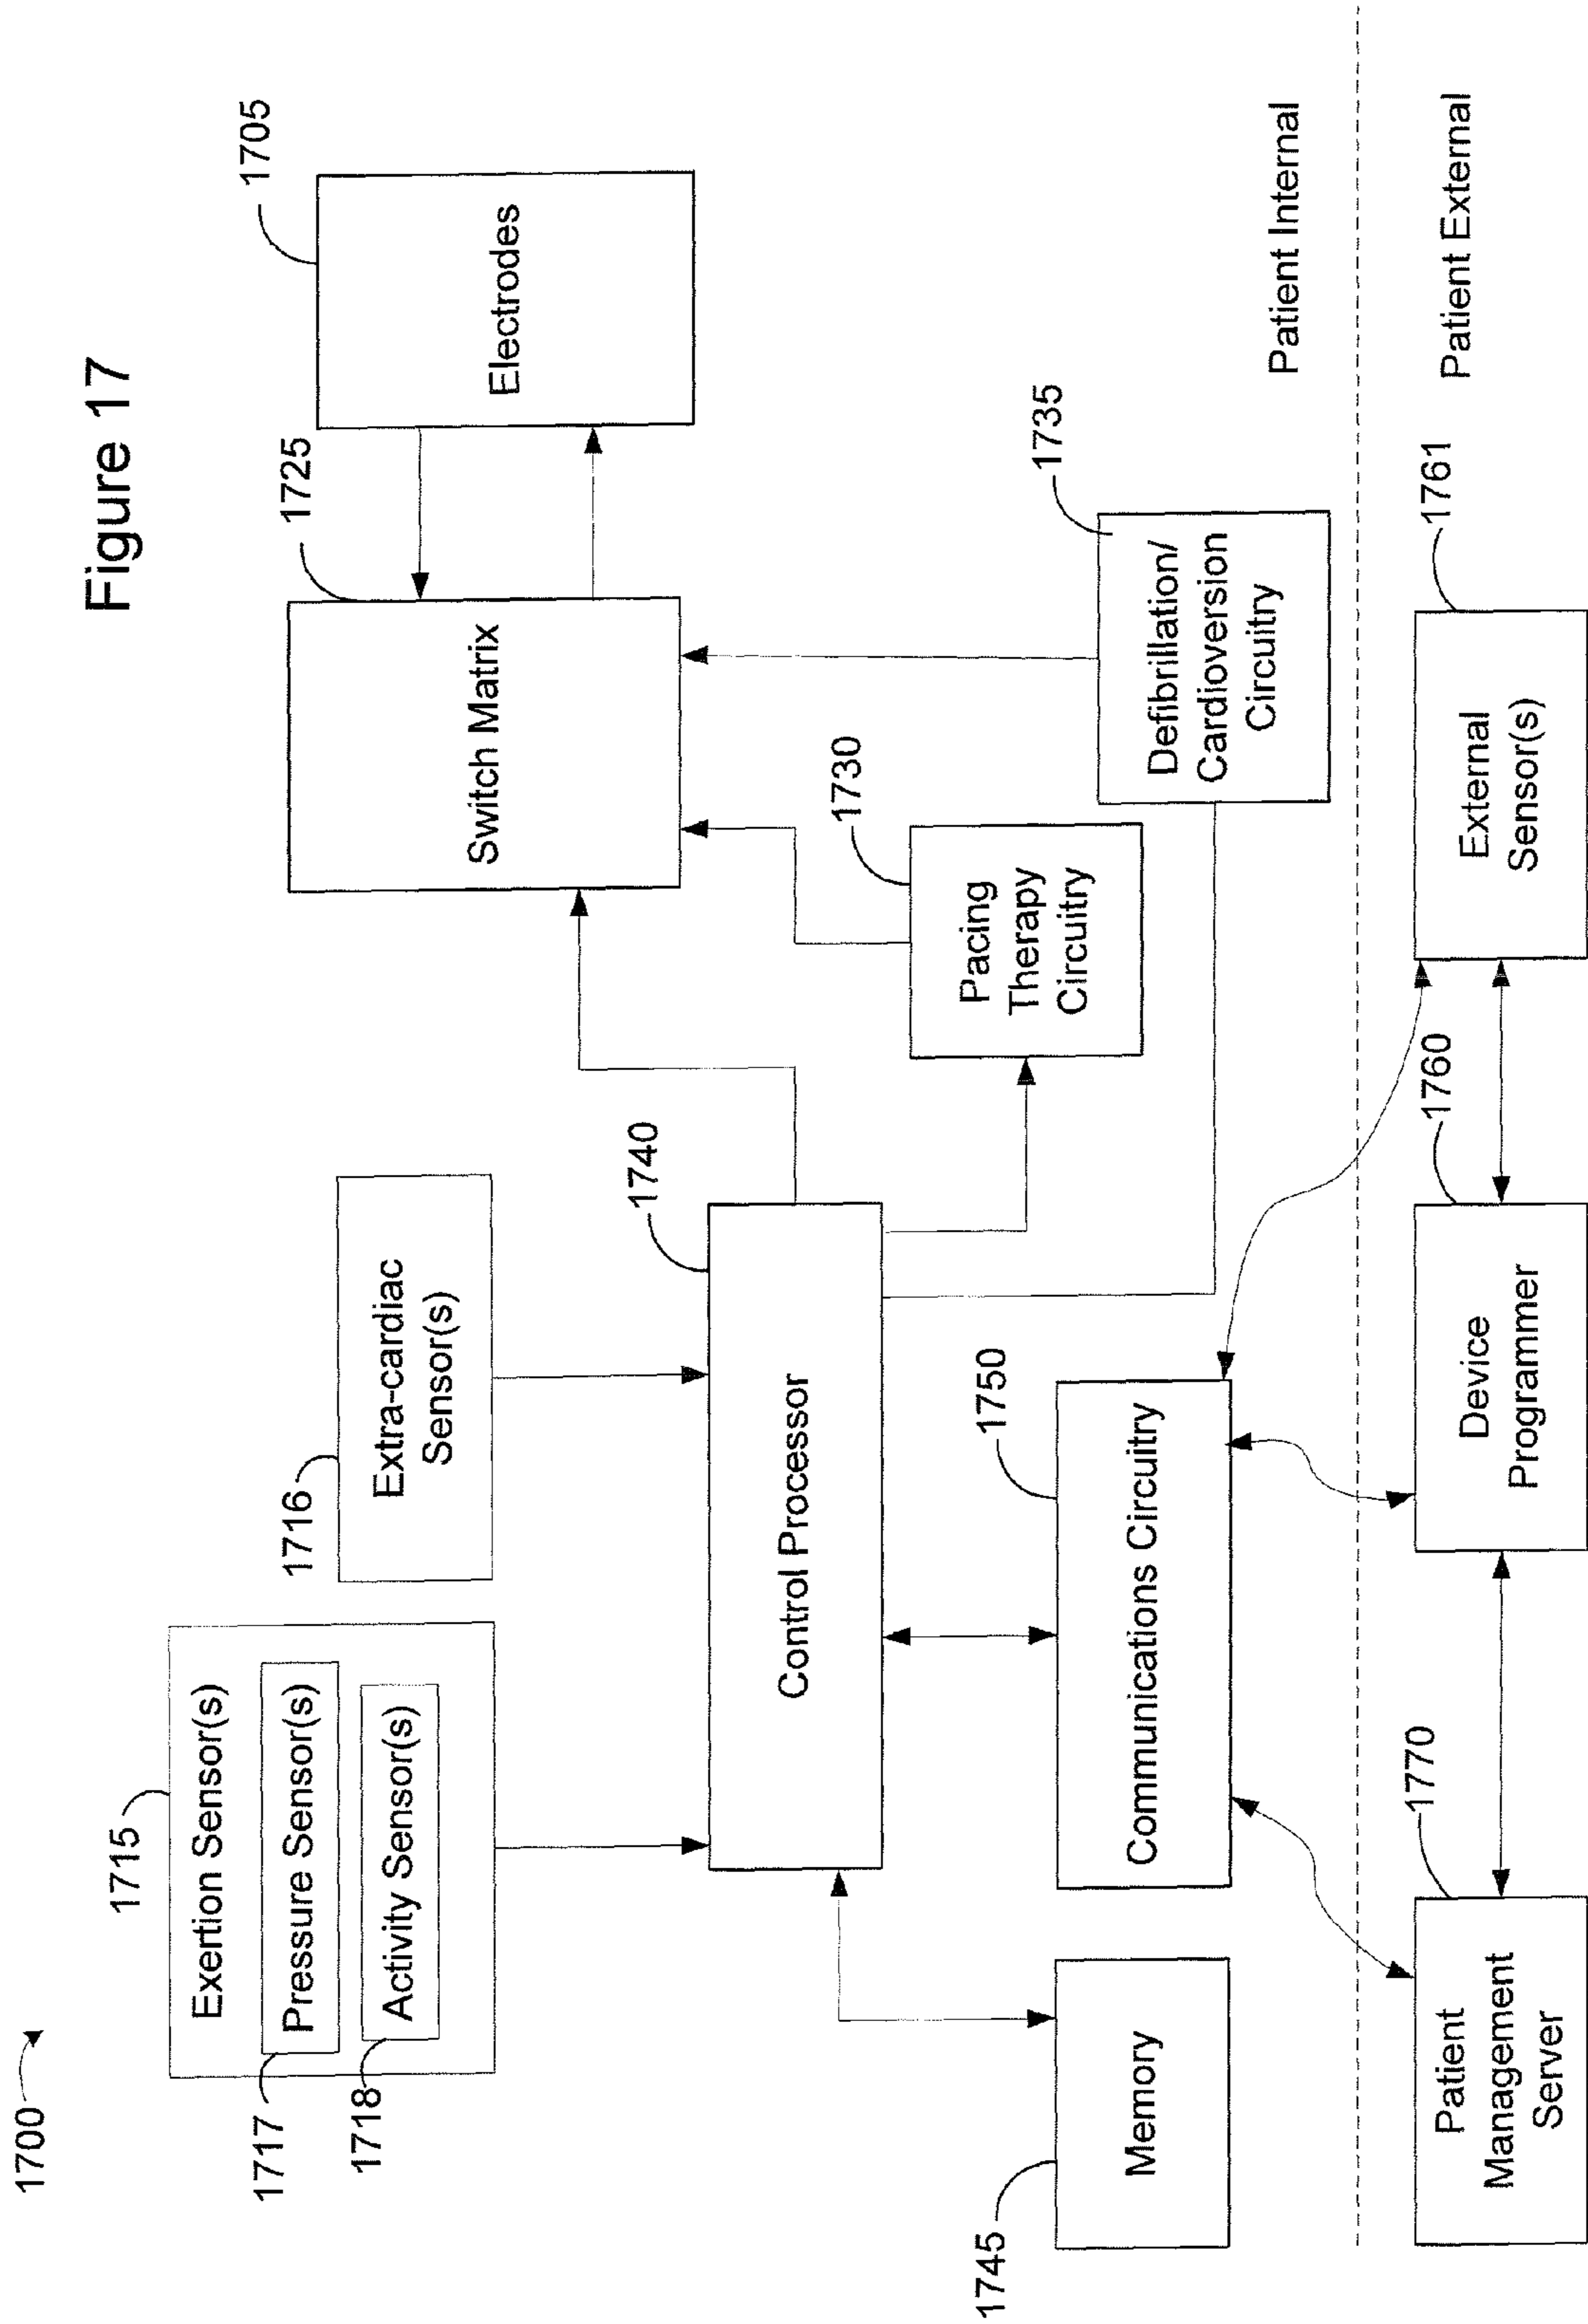 Figure 17
1700
1715
Exertion Sensor(s)
1717
Pressure Sensor(s)
1718
Activity Sensor(s)
1716
Extra-cardiac
Sensor(s)
1725
Switch Matrix
1705
Electrodes
1740
Control Processor
1730
Pacing
Therapy
Circuitry
1735
Defibrillation/
Cardioversion
Circuitry
1745
Memory
1750
Communications Circuitry
Patient Internal
Patient External
1770
Patient
Management
Server
1760
Device
Programmer
1761
External
Sensor(s)